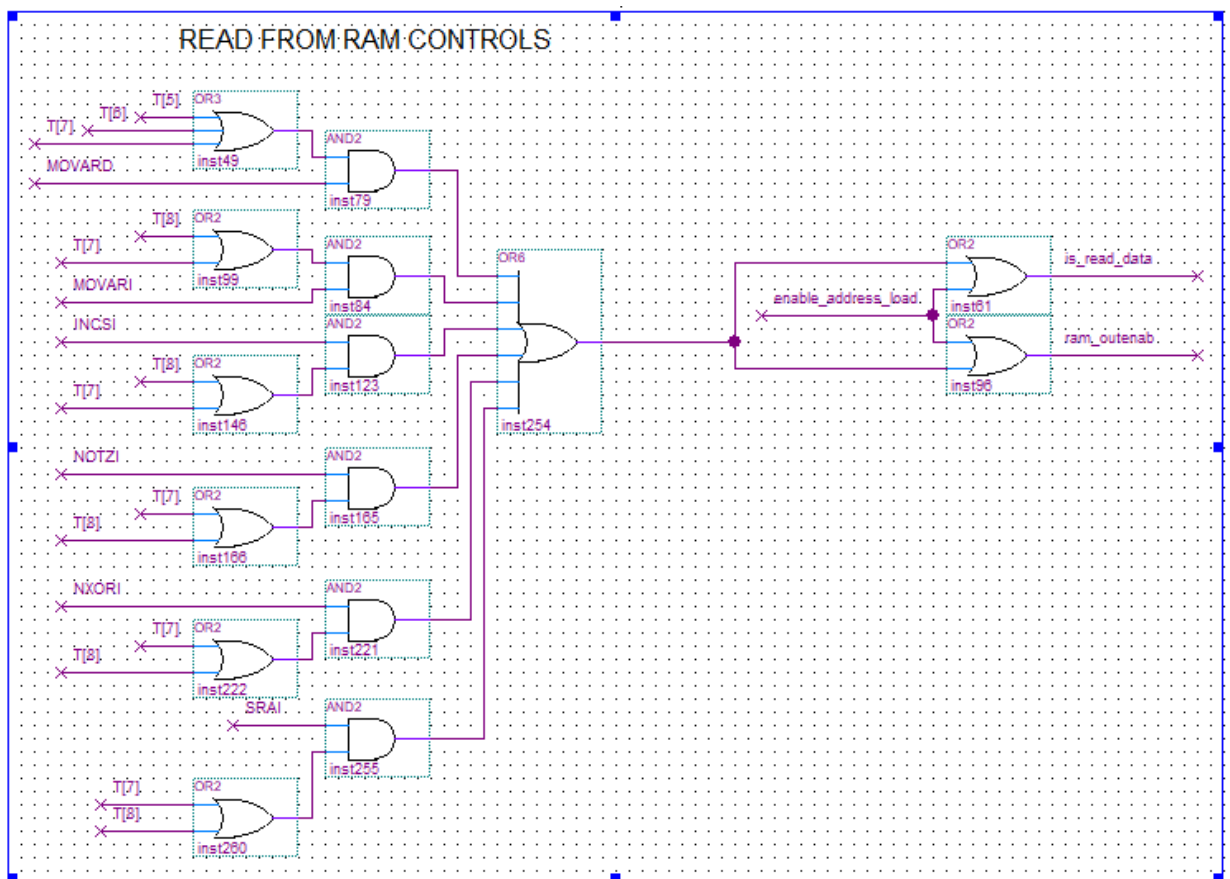 READ FROM RAM CONTROLS
T[5].
OR3
T[6].
T[7].
inst49
AND2
MOVARD
inst79
T[8].
OR2
T[7].
inst99
AND2
MOVARI
inst84
OR6
INCSI
AND2
inst123
T[8].
OR2
T[7].
inst146
inst254
OR2
is_read_data
enable_address_load.
inst61
OR2
ram_outenab
inst96
NOTZI
AND2
inst165
T[7].
OR2
T[8].
inst166
NXORI
AND2
inst221
T[7].
OR2
T[8].
inst222
SRAI
AND2
inst255
T[7].
OR2
T[8].
inst260